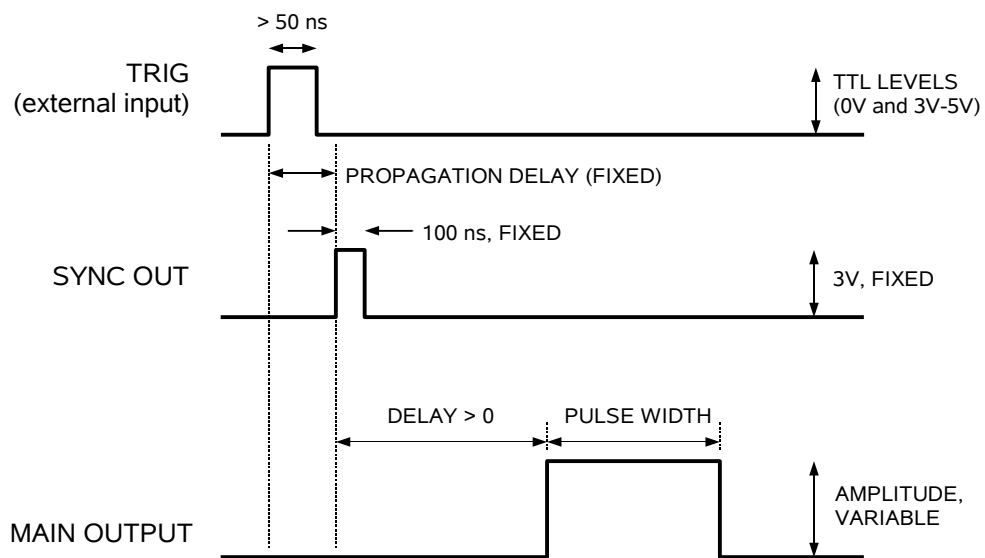 > 50 ns
TRIG
(external input)
TTL LEVELS
(0V and 3V-5V)
PROPAGATION DELAY (FIXED)
100 ns, FIXED
SYNC OUT
3V, FIXED
DELAY > 0
PULSE WIDTH
AMPLITUDE,
VARIABLE
MAIN OUTPUT